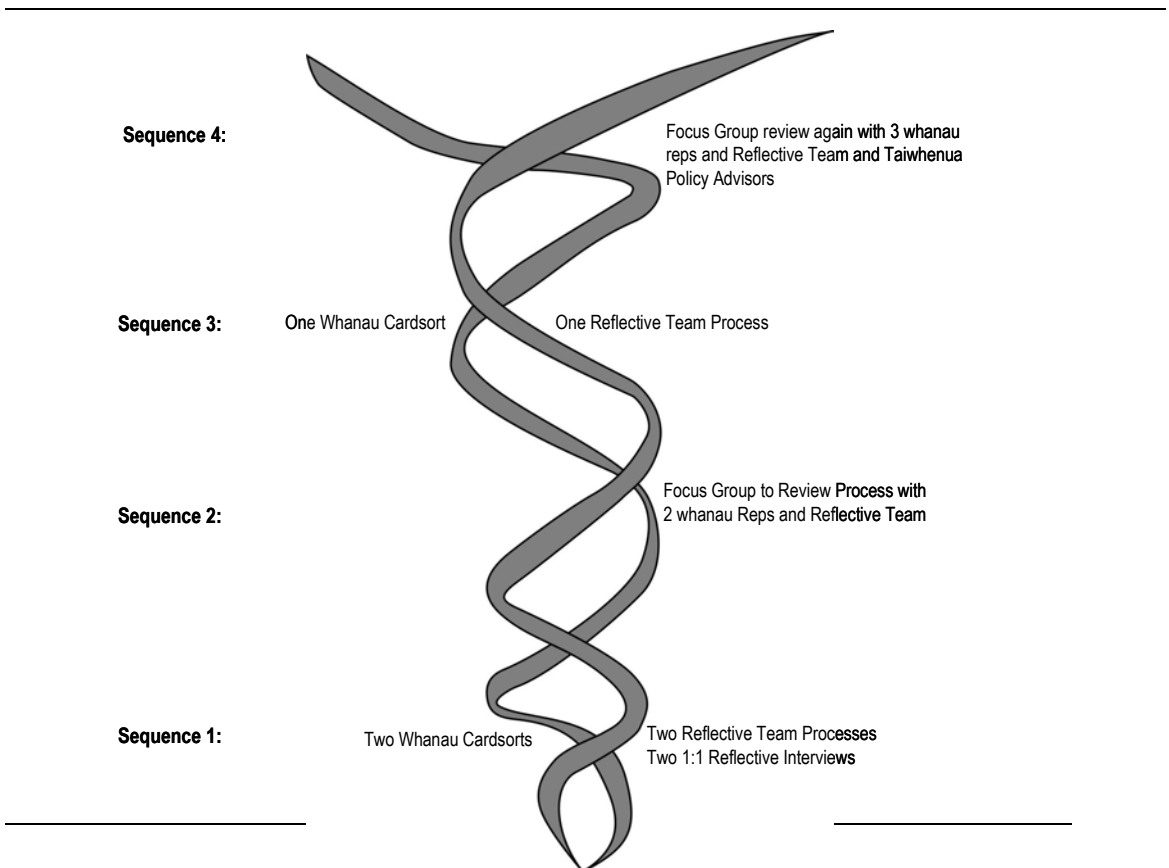 Sequence 4:
Focus Group review again with 3 whanau
reps and Reflective Team and Taiwhenua
Policy Advisors
Sequence 3:
One Whanau Cardsort
One Reflective Team Process
Focus Group to Review Process with
2 whanau Reps and Reflective Team
Sequence 2:
Sequence 1:
Two Whanau Cardsorts
Two Reflective Team Processes
Two 1:1 Reflective Interviews